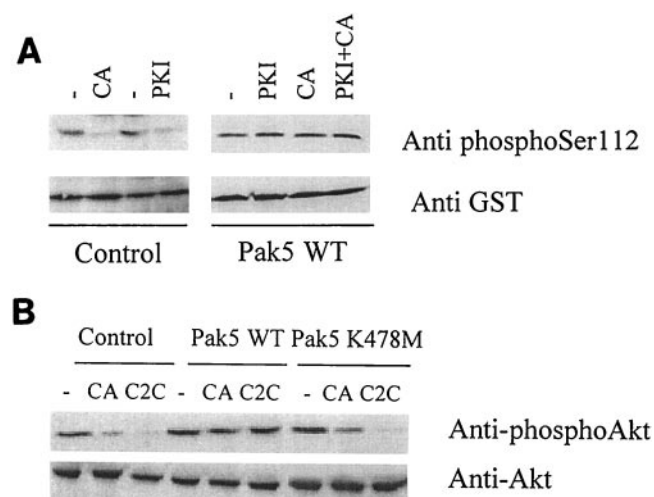 A
- CA - PKI - PKI CA PKI+CA
Anti phosphoSer112
Anti GST
Control Pak5 WT
B
Control Pak5 WT Pak5 K478M
- CA C2C - CA C2C - CA C2C
Anti-phosphoAkt
Anti-Akt